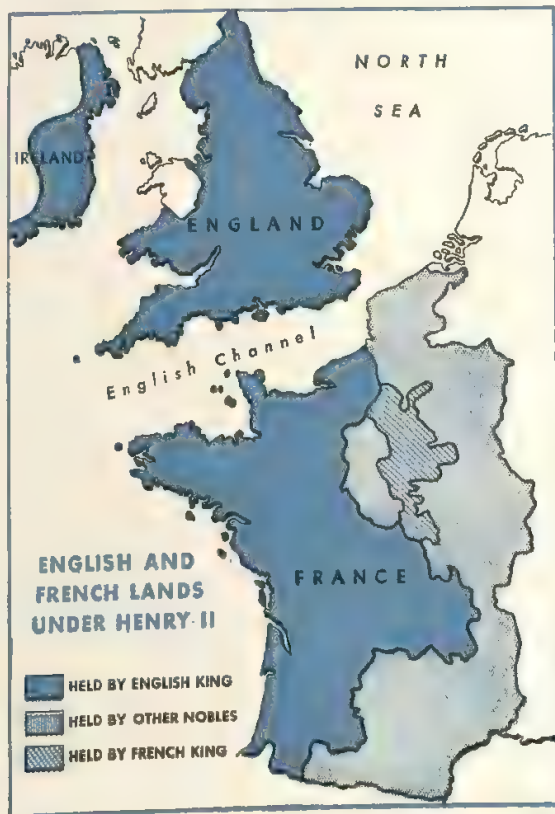 NORTH
SEA
IRELAND
ENGLAND
English Channel
FRANCE
ENGLISH AND
FRENCH LANDS
UNDER HENRY II
HELD BY ENGLISH KING
HELD BY OTHER NOBLES
HELD BY FRENCH KING